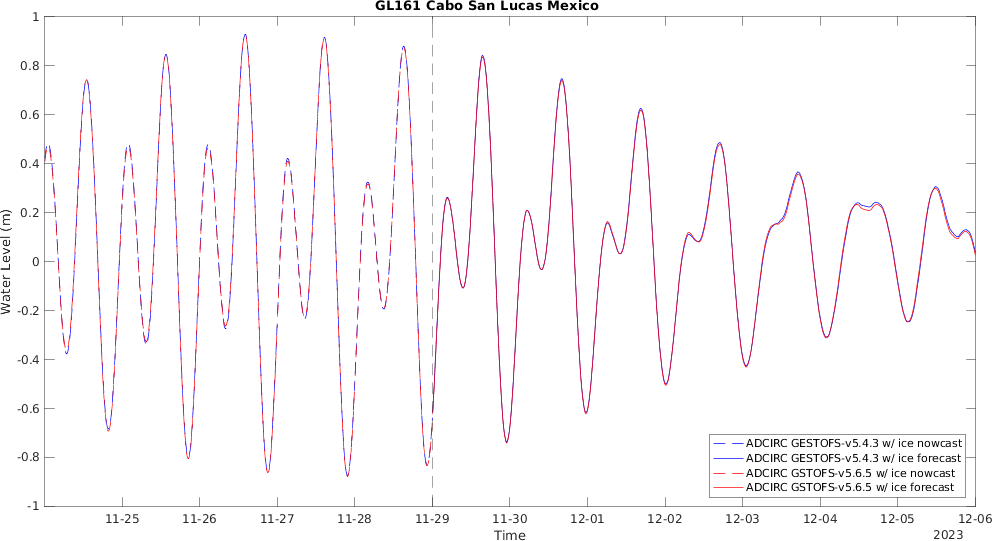 GL161 Cabo San Lucas Mexico
1
0.8
0.6
0.4
0.2
0
-0.2
-0.4
-0.6
-0.8
-1
Water Level (m)
ADCIRC GESTOFS-v5.4.3 w/ ice nowcast
ADCIRC GESTOFS-v5.4.3 w/ ice forecast
ADCIRC GSTOFS-v5.6.5 w/ ice nowcast
ADCIRC GSTOFS-v5.6.5 w/ ice forecast
11-25 11-26 11-27 11-28 11-29 11-30 12-01 12-02 12-03 12-04 12-05 12-06
Time
2023